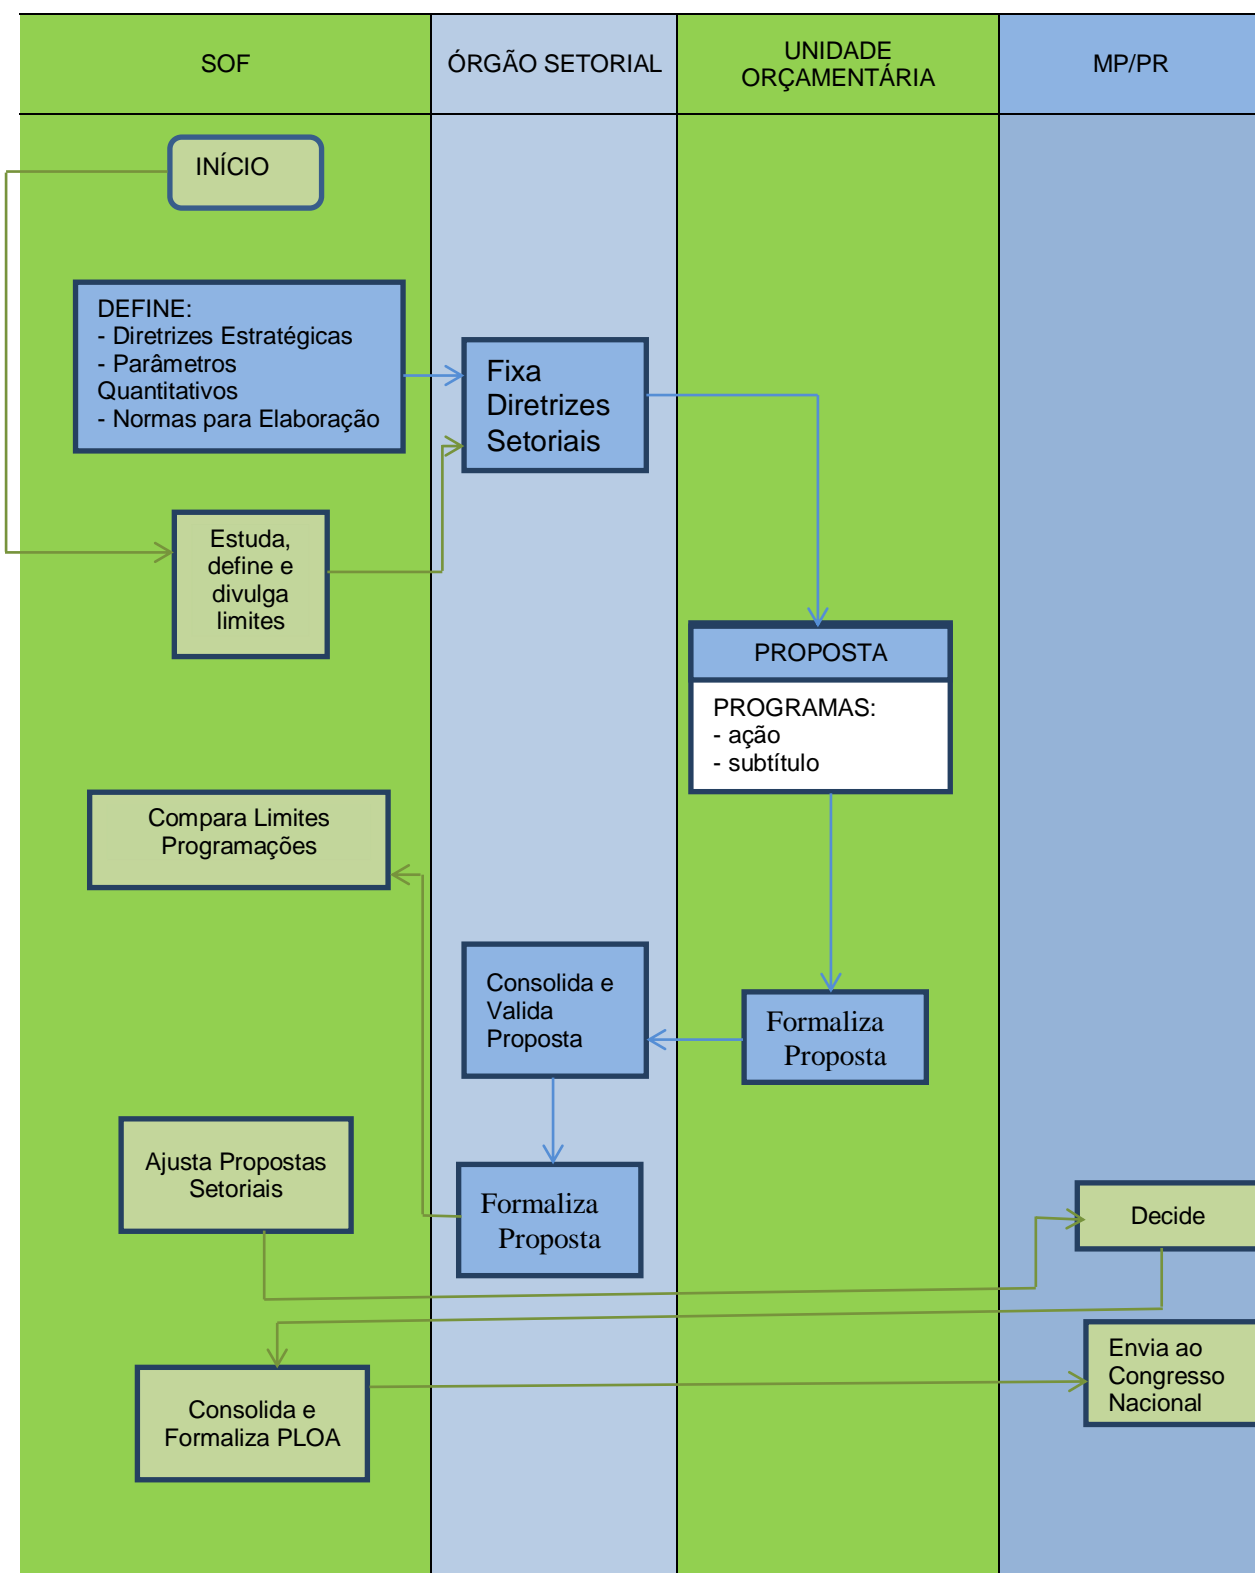 SOF
ÓRGÃO SETORIAL
UNIDADE
ORÇAMENTÁRIA
MP/PR
INÍCIO
DEFINE:
- Diretrizes Estratégicas
- Parâmetros
Quantitativos
- Normas para Elaboração
Fixa
Diretrizes
Setoriais
Estuda,
define e
divulga
limites
PROPOSTA
PROGRAMAS:
- ação
- subtítulo
Compara Limites
Programações
Consolida e
Valida
Proposta
Formaliza
Proposta
Ajusta Propostas
Setoriais
Formaliza
Proposta
Decide
Consolida e
Formaliza PLOA
Envia ao
Congresso
Nacional